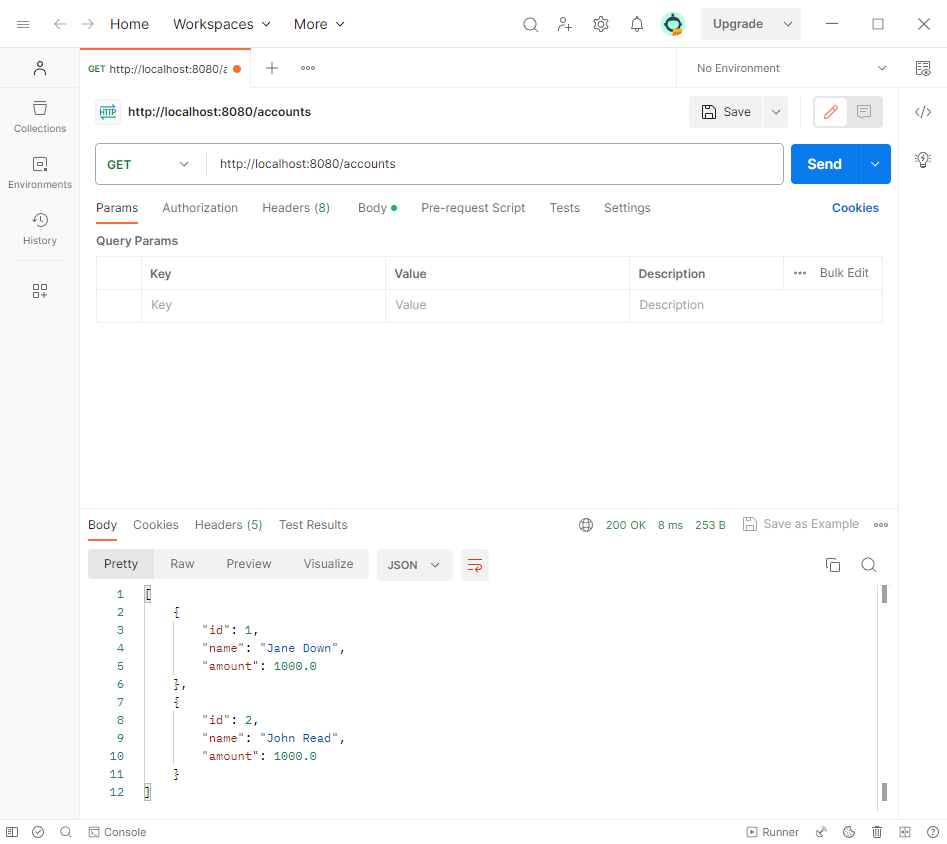 Home Workspaces More Upgrade
GET http://localhost:8080/a No Environment
HTTP http://localhost:8080/accounts Save
Collections
Environments
History
GET http://localhost:8080/accounts Send
Params Authorization Headers (8) Body Pre-request Script Tests Settings Cookies
Query Params
Key Value Description Bulk Edit
Key Value Description
Body Cookies Headers (5) Test Results 200 OK 8 ms 253 B Save as Example
Pretty Raw Preview Visualize JSON
1 [
2 {
3 "id": 1,
4 "name": "Jane Down",
5 "amount": 1000.0
6 },
7 {
8 "id": 2,
9 "name": "John Read",
10 "amount": 1000.0
11 }
12 ]
Console Runner